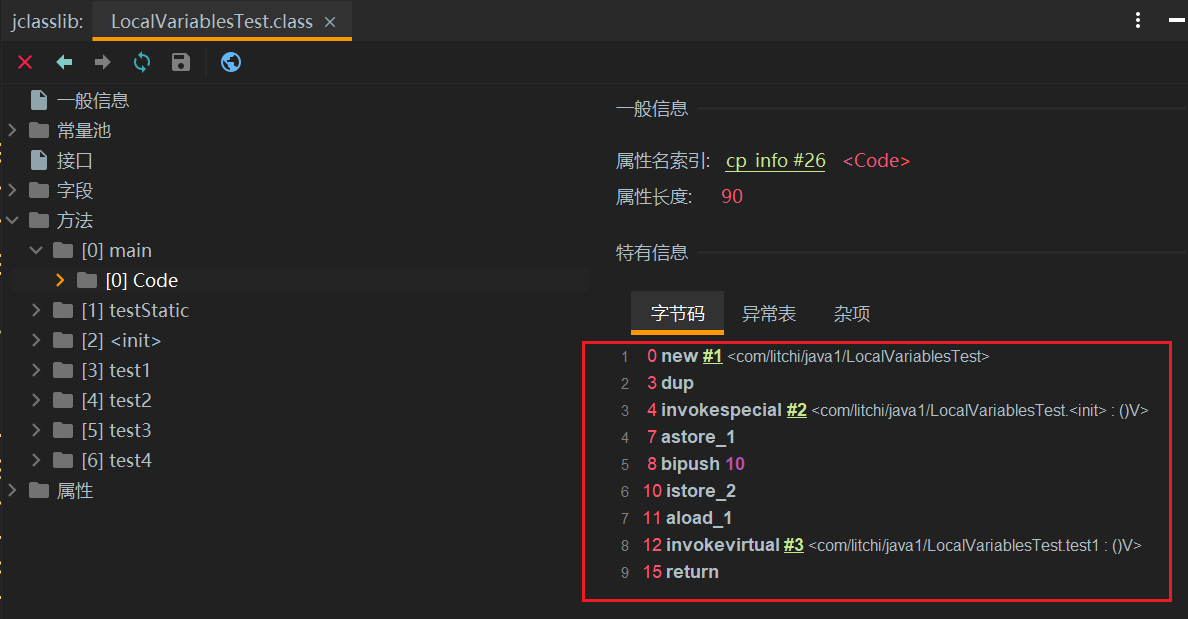 jclasslib: LocalVariablesTest.class
一般信息
常量池
接口
字段
方法
[0] main
[0] Code
[1] testStatic
[2] <init>
[3] test1
[4] test2
[5] test3
[6] test4
属性
一般信息
属性名索引: cp_info #26 <Code>
属性长度: 90
特有信息
字节码 异常表 杂项
1 0 new #1 <com/litchi/java1/LocalVariablesTest>
2 3 dup
3 4 invokespecial #2 <com/litchi/java1/LocalVariablesTest.<init> : ()V>
4 7 astore_1
5 8 bipush 10
6 10 istore_2
7 11 aload_1
8 12 invokevirtual #3 <com/litchi/java1/LocalVariablesTest.test1 : ()V>
9 15 return